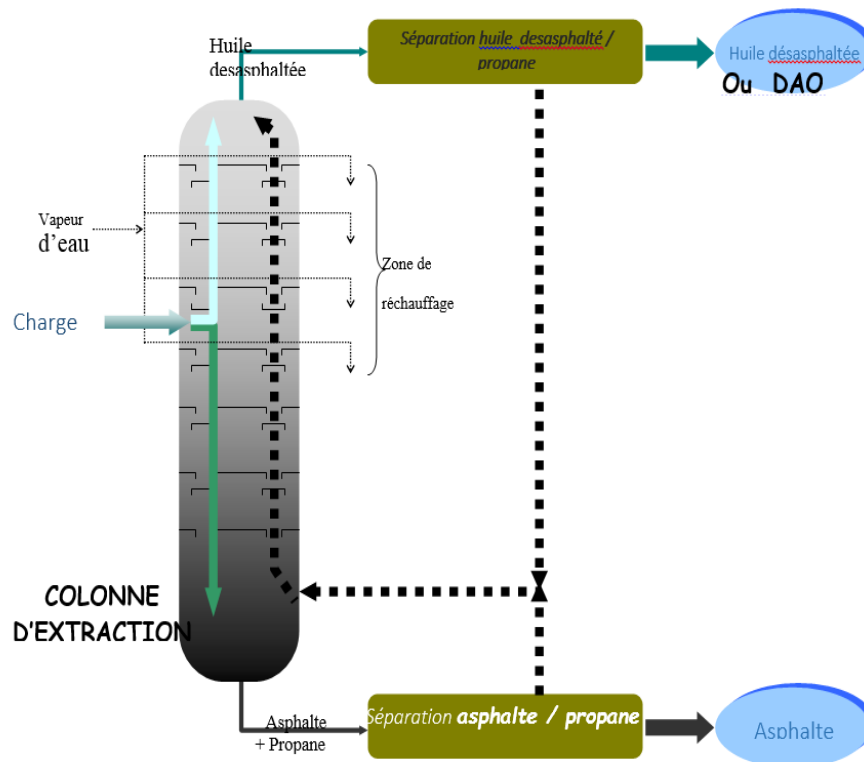 Huile
desasphaltée
Séparation huile desasphalté /
propane
Huile désasphaltée
Ou DAO
Vapeur
d'eau
Zone de
réchauffage
Charge
COLONNE
D'EXTRACTION
Asphalte
+ Propane
Séparation asphalte / propane
Asphalte